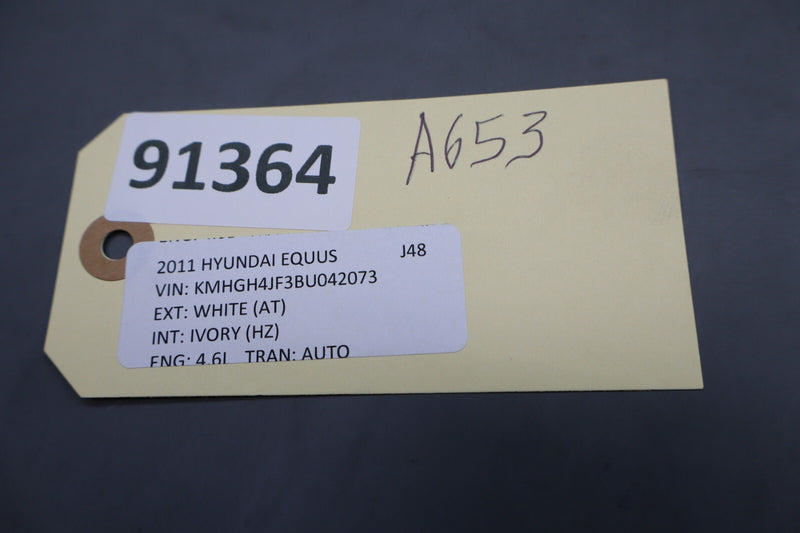 91364
A653
2011 HYUNDAI EQUUS J48
VIN: KMHGH4JF3BU042073
EXT: WHITE (AT)
INT: IVORY (HZ)
ENG: 4.6L TRAN: AUTO